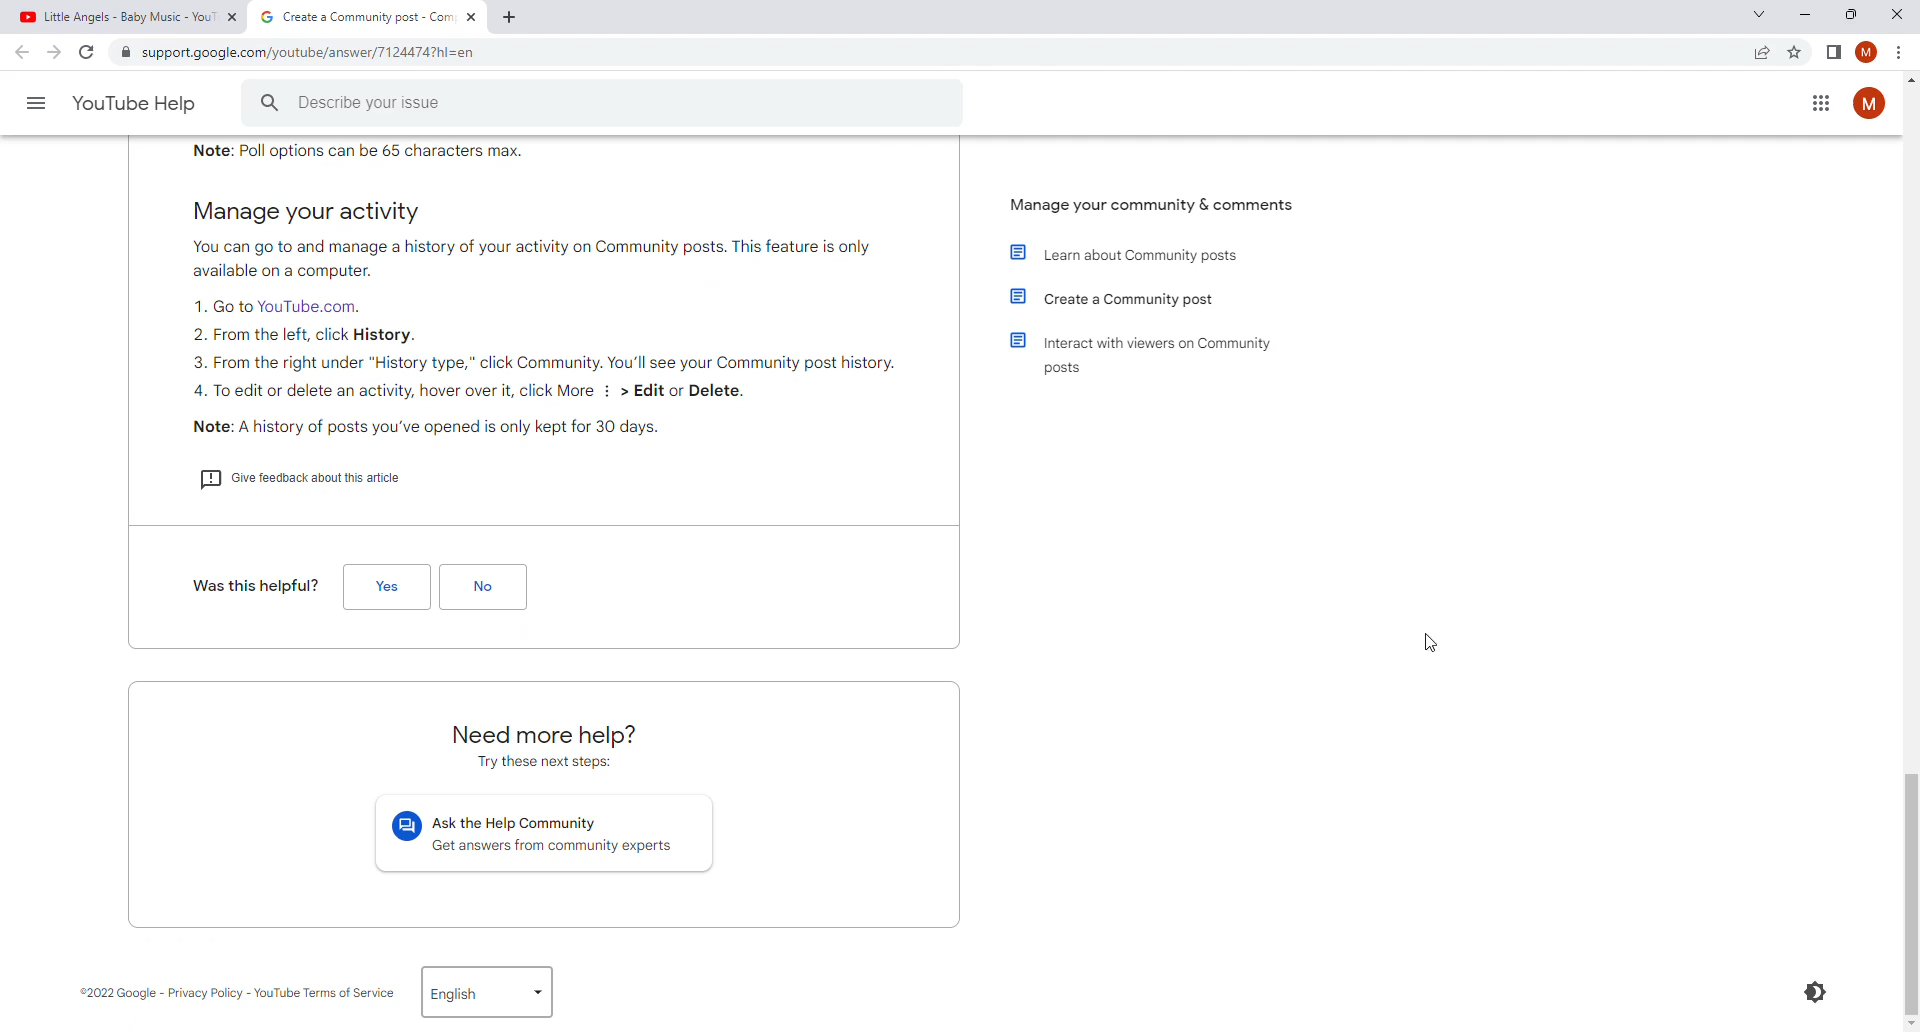 Little Angels - Baby Music - YouT
Create a Community post - Com
support.google.com/youtube/answer/7124474?hl=en
M
YouTube Help
Describe your issue
M
Note: Poll options can be 65 characters max.
Manage your activity
You can go to and manage a history of your activity on Community posts. This feature is only
available on a computer.
1. Go to YouTube.com.
2. From the left, click History.
3. From the right under "History type," click Community. You'll see your Community post history.
4. To edit or delete an activity, hover over it, click More ⋮ > Edit or Delete.
Note: A history of posts you've opened is only kept for 30 days.
Give feedback about this article
Was this helpful?
Yes
No
Need more help?
Try these next steps:
Ask the Help Community
Get answers from community experts
Manage your community & comments
Learn about Community posts
Create a Community post
Interact with viewers on Community
posts
©2022 Google - Privacy Policy - YouTube Terms of Service
English